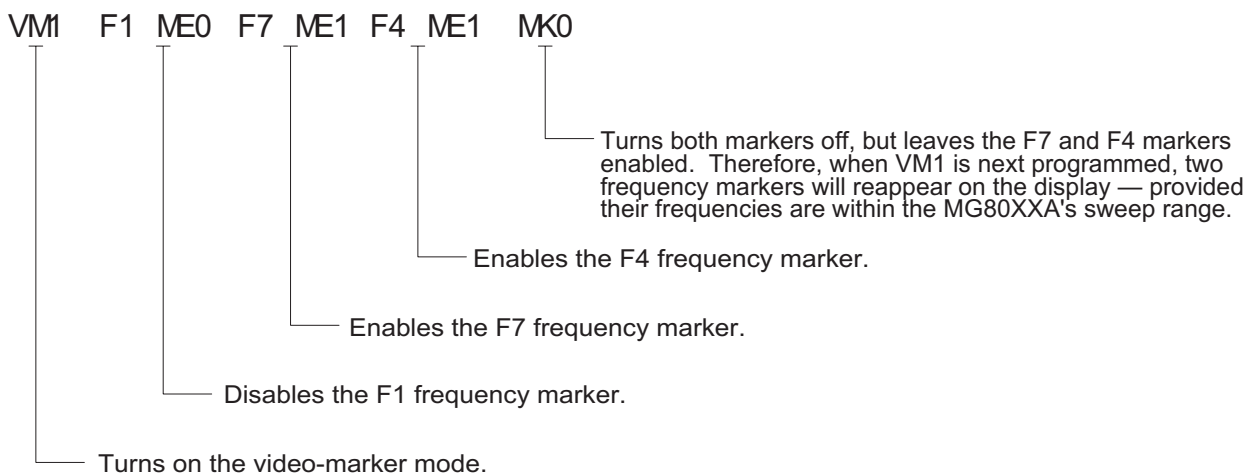 VM1 F1 ME0 F7 ME1 F4 ME1 MK0
Turns both markers off, but leaves the F7 and F4 markers
enabled. Therefore, when VM1 is next programmed, two
frequency markers will reappear on the display — provided
their frequencies are within the MG80XXA's sweep range.
Enables the F4 frequency marker.
Enables the F7 frequency marker.
Disables the F1 frequency marker.
Turns on the video-marker mode.